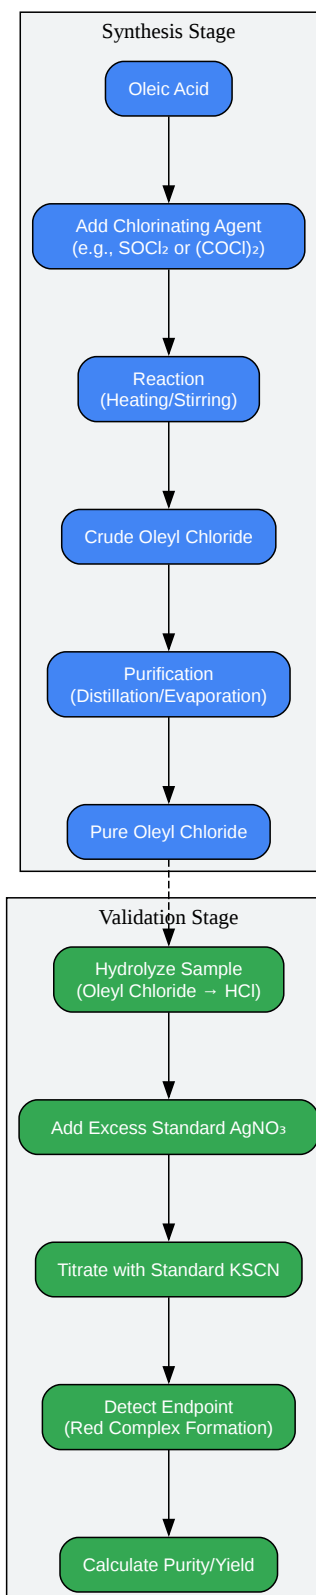 Synthesis Stage
Oleic Acid
Add Chlorinating Agent
(e.g., SOCl₂ or (COCl)₂)
Reaction
(Heating/Stirring)
Crude Oleyl Chloride
Purification
(Distillation/Evaporation)
Pure Oleyl Chloride
Validation Stage
Hydrolyze Sample
(Oleyl Chloride → HCl)
Add Excess Standard AgNO₃
Titrate with Standard KSCN
Detect Endpoint
(Red Complex Formation)
Calculate Purity/Yield